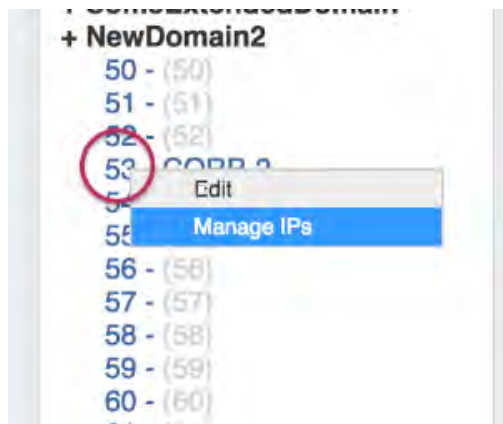 + NewDomain2
50 - (50)
51 - (51)
52 - (52)
53 - CORP-2
Edit
Manage IPs
56 - (56)
57 - (57)
58 - (58)
59 - (59)
60 - (60)